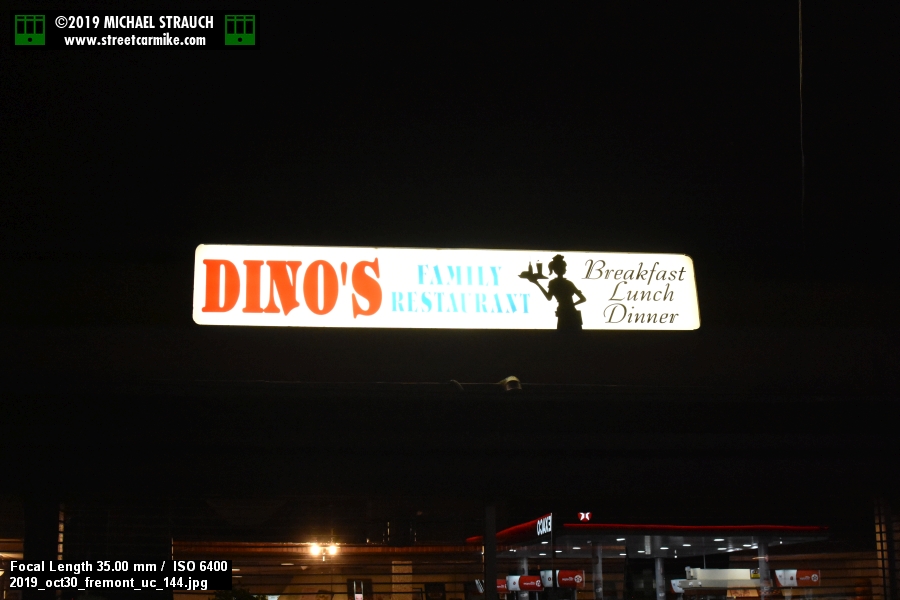 ©2019 MICHAEL STRAUCH
www.streetcarmike.com
DINO'S
FAMILY
RESTAURANT
Breakfast
Lunch
Dinner
Focal Length 35.00 mm / ISO 6400
2019_oct30_fremont_uc_144.jpg